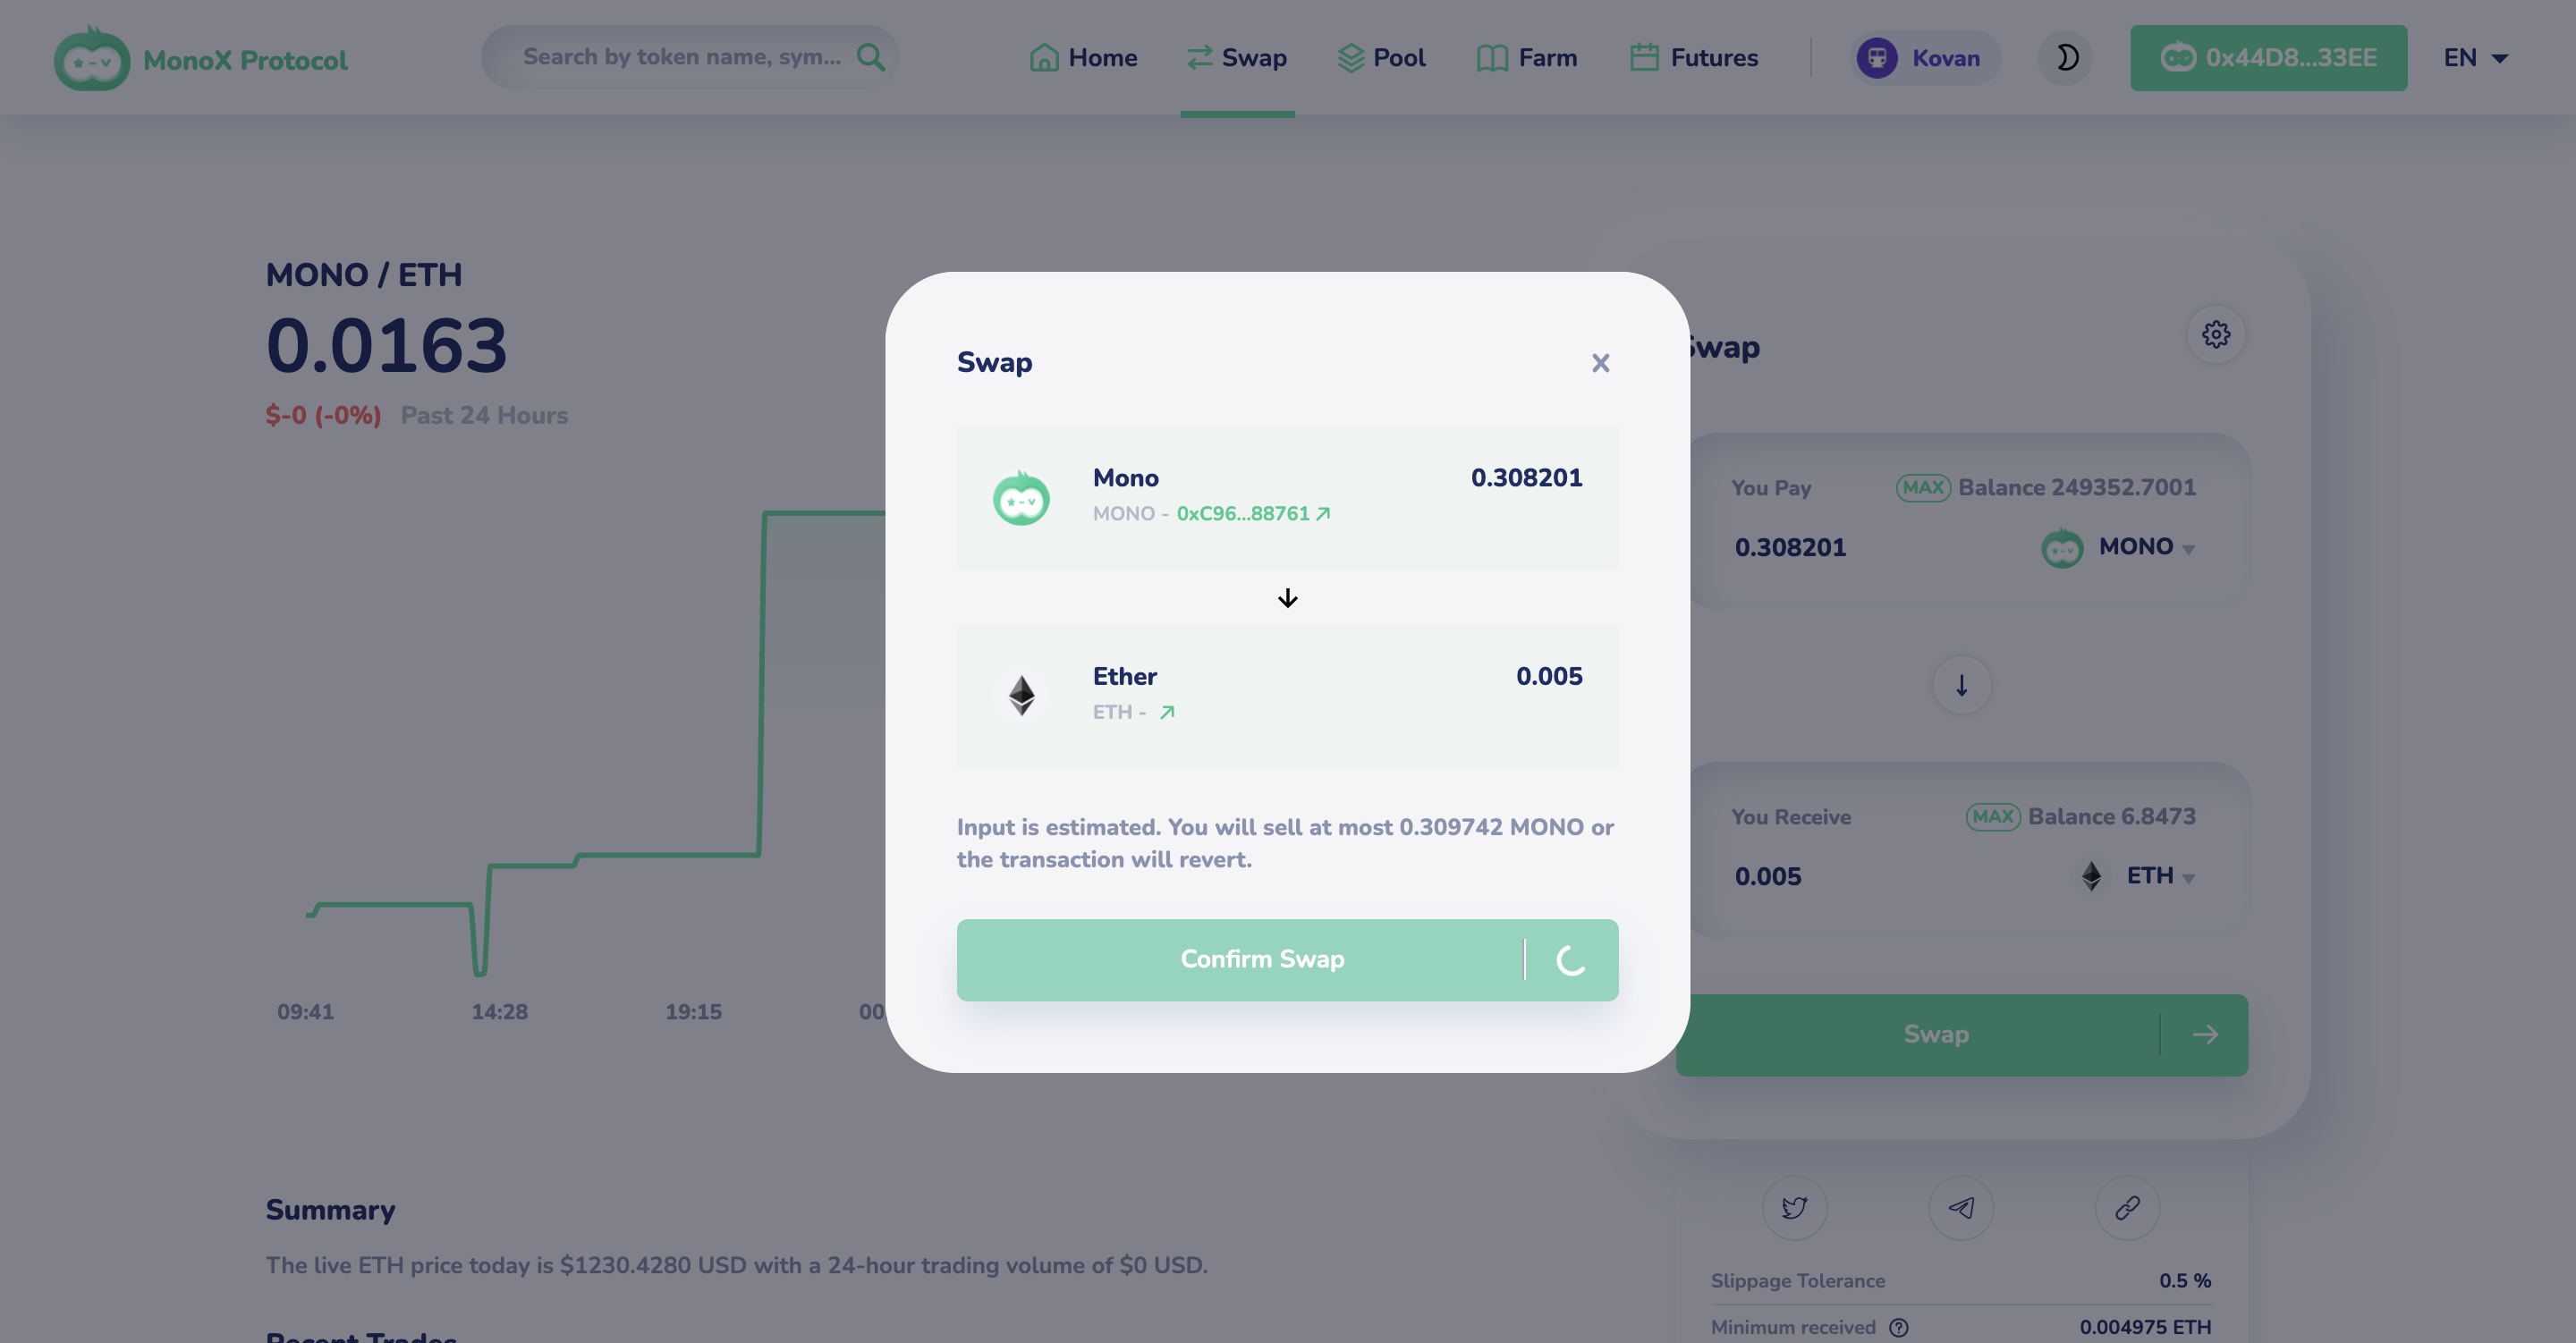 MonoX Protocol
Search by token name, sym...
Home
Swap
Pool
Farm
Futures
Kovan
0x44D8...33EE
EN
MONO / ETH
0.0163
$-0 (-0%) Past 24 Hours
09:41 14:28 19:15 00
Swap
X
Mono 0.308201
MONO - 0xC96...88761
Ether 0.005
ETH -
Input is estimated. You will sell at most 0.309742 MONO or
the transaction will revert.
Confirm Swap
Swap
You Pay MAX Balance 249352.7001
0.308201 MONO
You Receive MAX Balance 6.8473
0.005 ETH
Swap
Slippage Tolerance 0.5 %
Minimum received ? 0.004975 ETH
Summary
The live ETH price today is $1230.4280 USD with a 24-hour trading volume of $0 USD.
Recent Trades